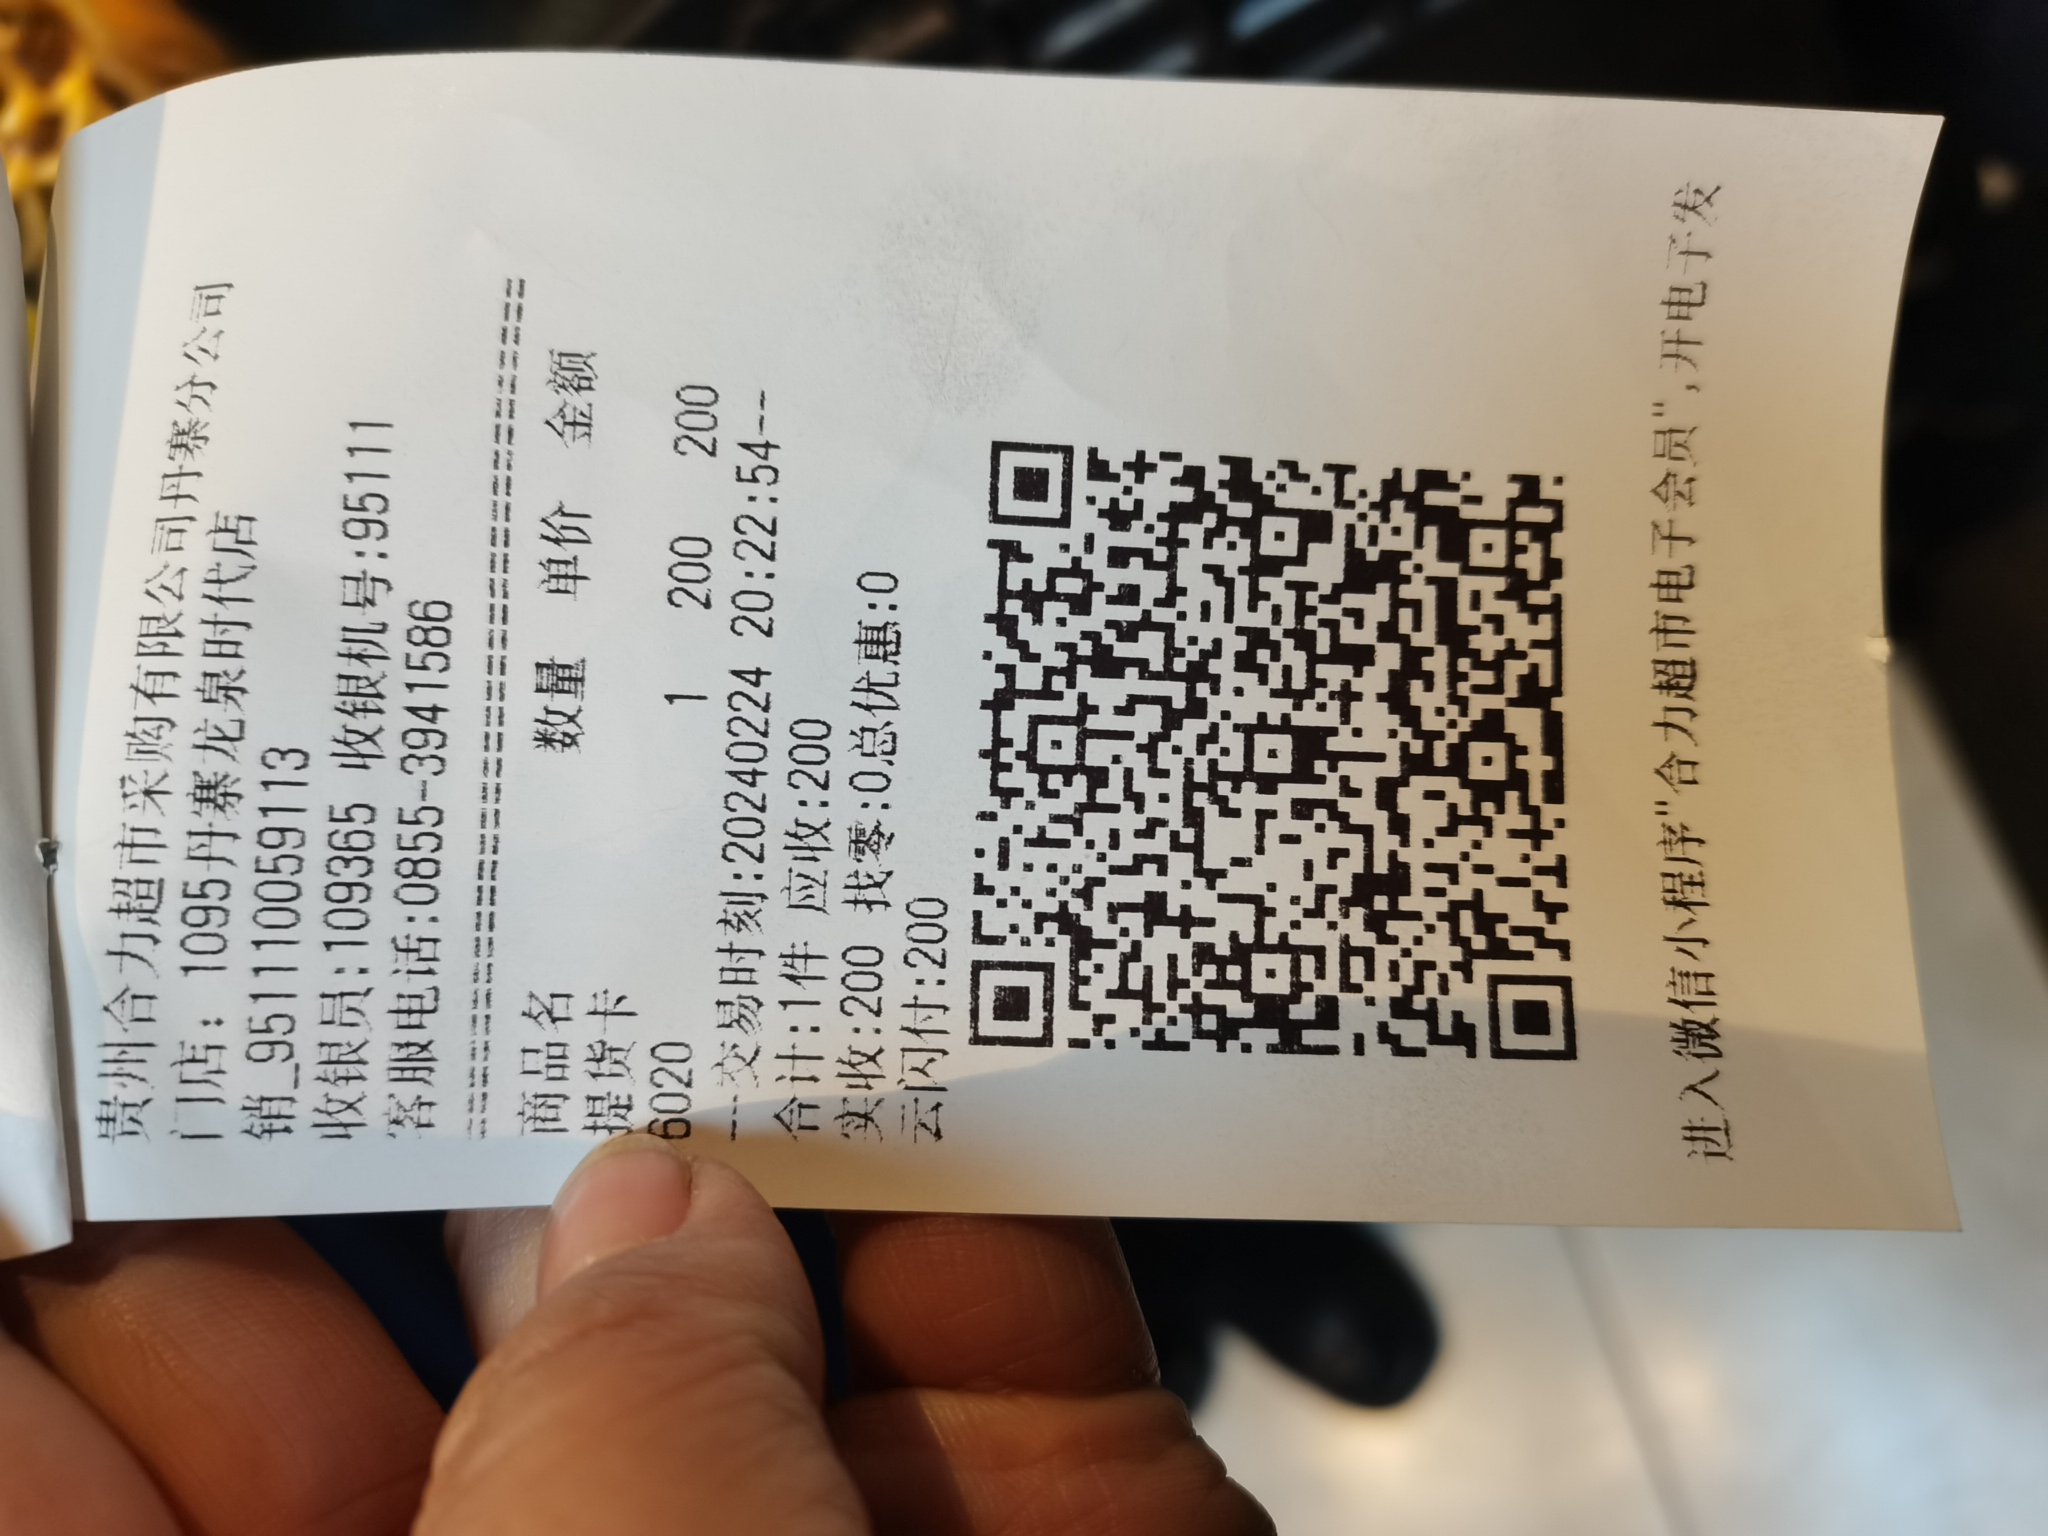 贵州合力超市采购有限公司丹寨分公司
门店: 1095丹寨龙泉时代店
销_951110059113
收银员:109365 收银机号:95111
客服电话:0855-3941586
商品名 数量 单价 金额
提货卡
6020 1 200 200
---交易时刻:20240224 20:22:54--
合计:1件 应收:200
实收:200 找零:0总优惠:0
云闪付:200
进入微信小程序"合力超市电子会员",开电子发